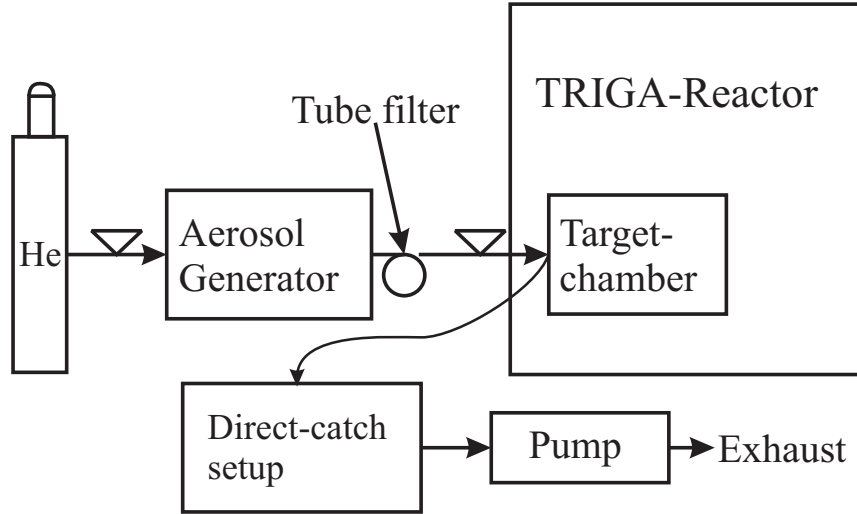 TRIGA-Reactor
Tube filter
He
Aerosol
Generator
Target-
chamber
Direct-catch
setup
Pump
Exhaust